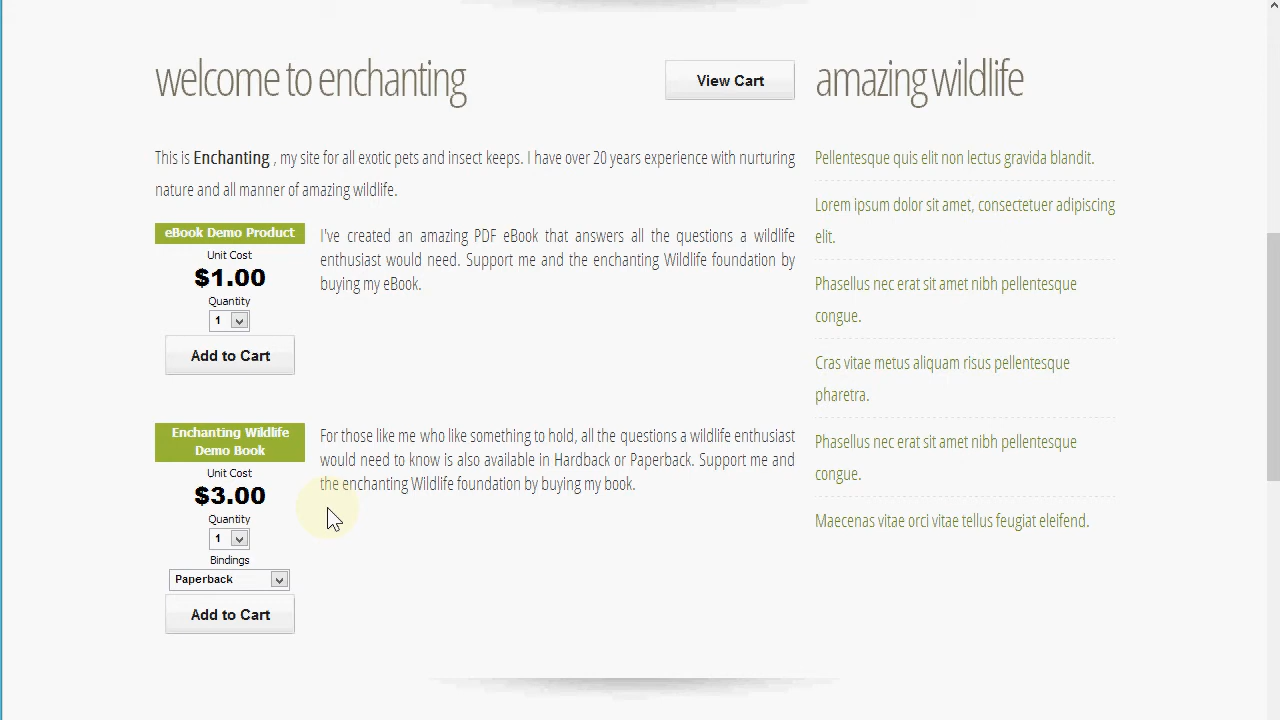 welcome to enchanting
View Cart
This is Enchanting , my site for all exotic pets and insect keeps. I have over 20 years experience with nurturing
nature and all manner of amazing wildlife.
eBook Demo Product
Unit Cost
$1.00
Quantity
1
Add to Cart
I've created an amazing PDF eBook that answers all the questions a wildlife
enthusiast would need. Support me and the enchanting Wildlife foundation by
buying my eBook.
Enchanting Wildlife
Demo Book
Unit Cost
$3.00
Quantity
1
Bindings
Paperback
Add to Cart
For those like me who like something to hold, all the questions a wildlife enthusiast
would need to know is also available in Hardback or Paperback. Support me and
the enchanting Wildlife foundation by buying my book.
amazing wildlife
Pellentesque quis elit non lectus gravida blandit.
Lorem ipsum dolor sit amet, consectetuer adipiscing
elit.
Phasellus nec erat sit amet nibh pellentesque
congue.
Cras vitae metus aliquam risus pellentesque
pharetra.
Phasellus nec erat sit amet nibh pellentesque
congue.
Maecenas vitae orci vitae tellus feugiat eleifend.